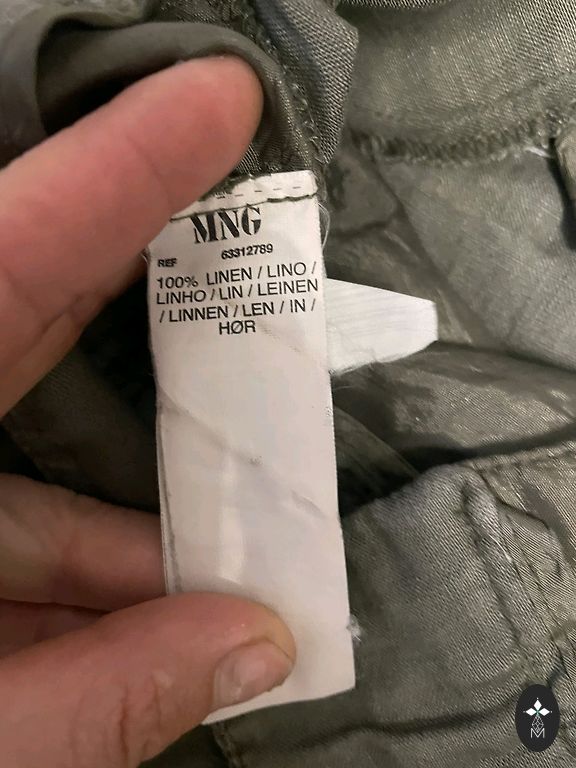 MNG
REF 63312789
100% LINEN / LINO /
LINHO / LIN / LEINEN
/ LINNEN / LEN / IN /
HØR